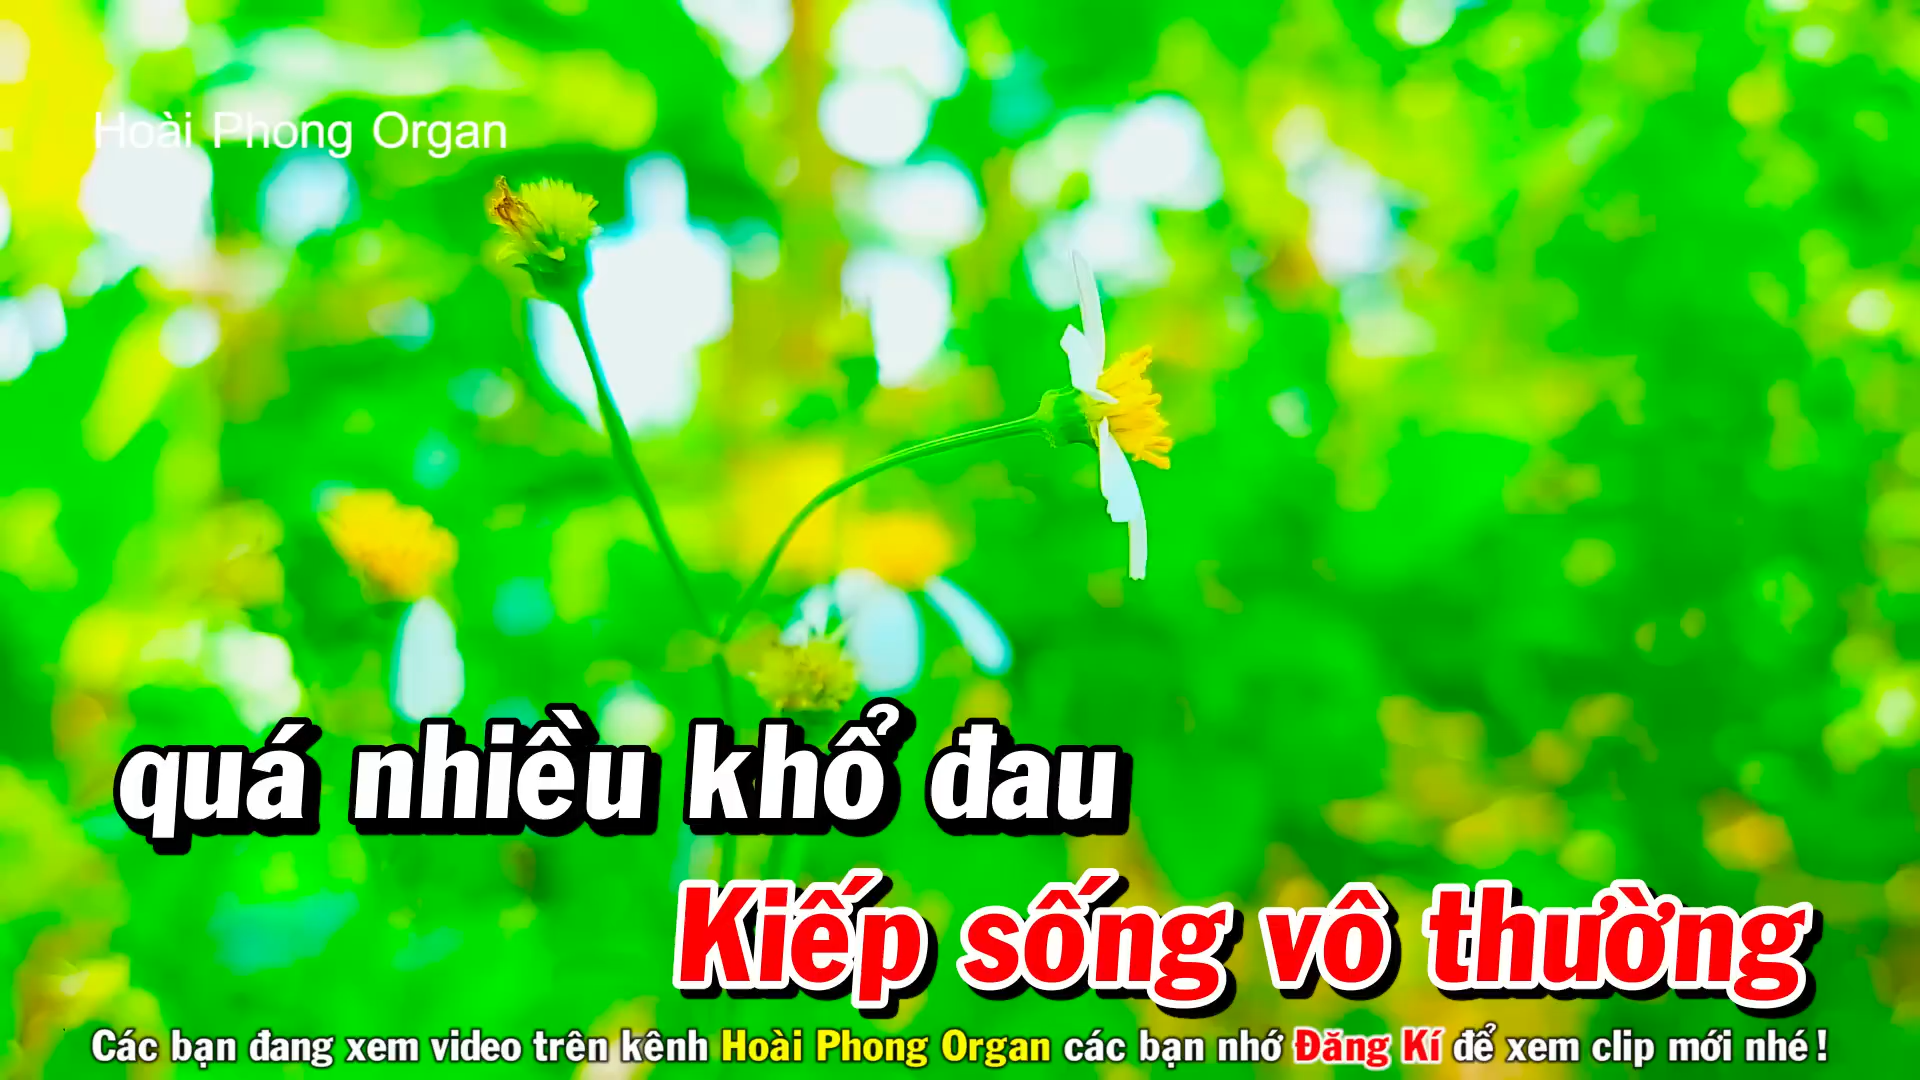 Hoài Phong Organ
quá nhiều khổ đau
Kiếp sống vô thường
Các bạn đang xem video trên kênh Hoài Phong Organ các bạn nhớ Đăng Kí để xem clip mới nhé !